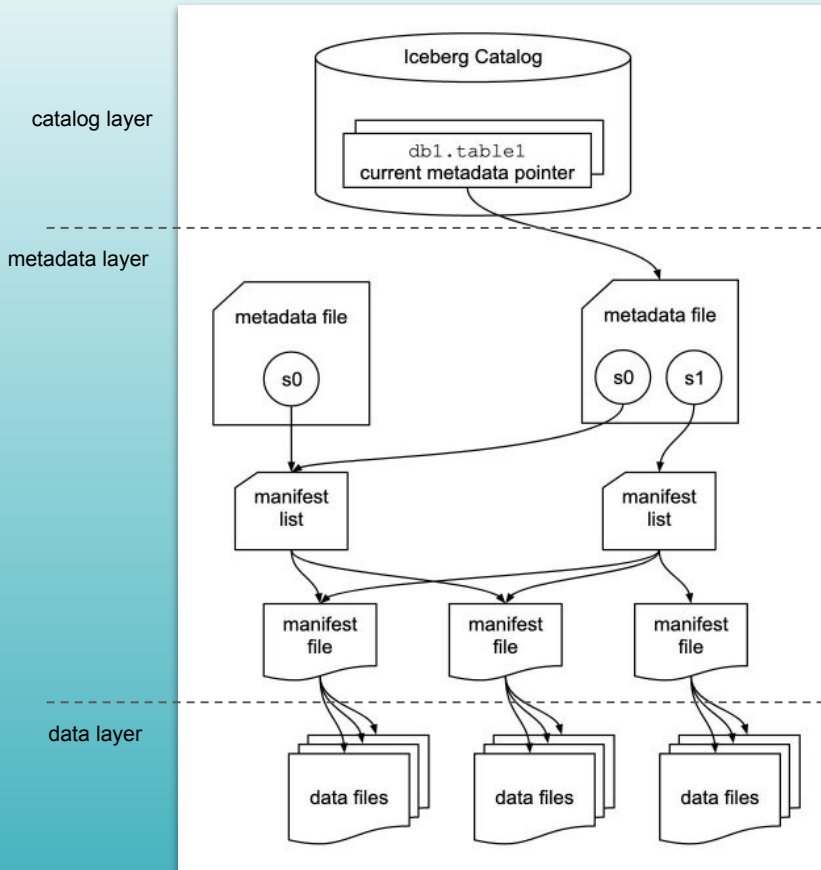 Iceberg Catalog
catalog layer
db1.table1
current metadata pointer
metadata layer
metadata file
s0
metadata file
s0
s1
manifest
list
manifest
list
manifest
file
manifest
file
manifest
file
data layer
data files
data files
data files